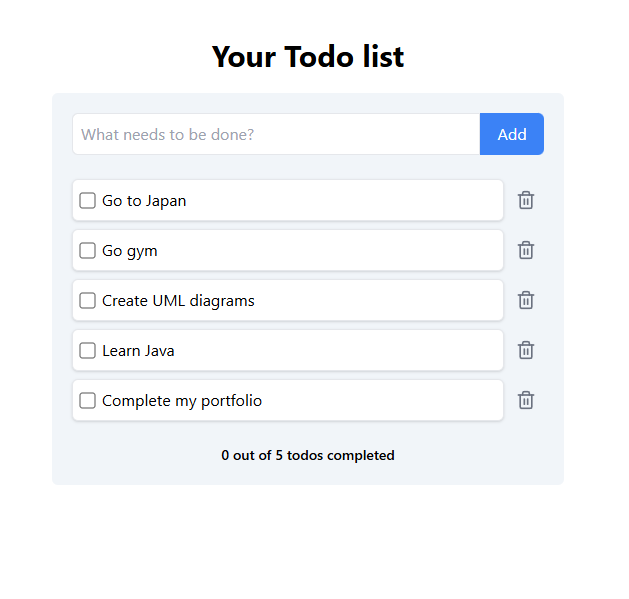 Your Todo list
What needs to be done?
Add
Go to Japan
Go gym
Create UML diagrams
Learn Java
Complete my portfolio
0 out of 5 todos completed